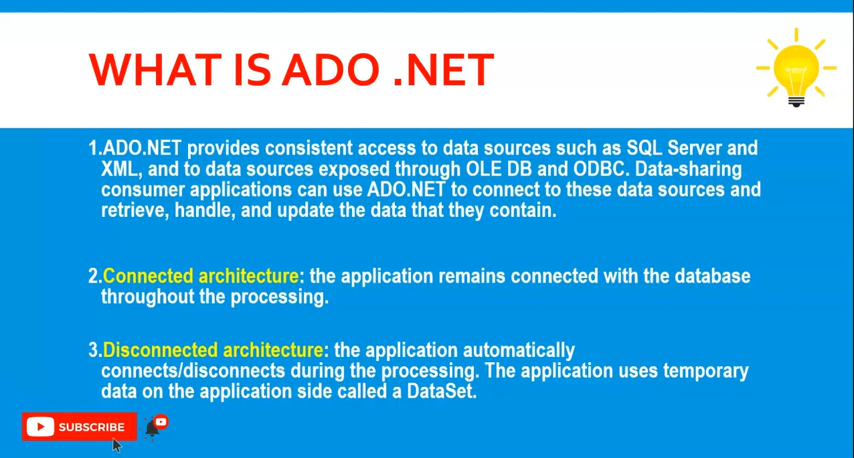 WHAT IS ADO .NET
1.ADO.NET provides consistent access to data sources such as SQL Server and
XML, and to data sources exposed through OLE DB and ODBC. Data-sharing
consumer applications can use ADO.NET to connect to these data sources and
retrieve, handle, and update the data that they contain.
2.Connected architecture: the application remains connected with the database
throughout the processing.
3.Disconnected architecture: the application automatically
connects/disconnects during the processing. The application uses temporary
data on the application side called a DataSet.
SUBSCRIBE